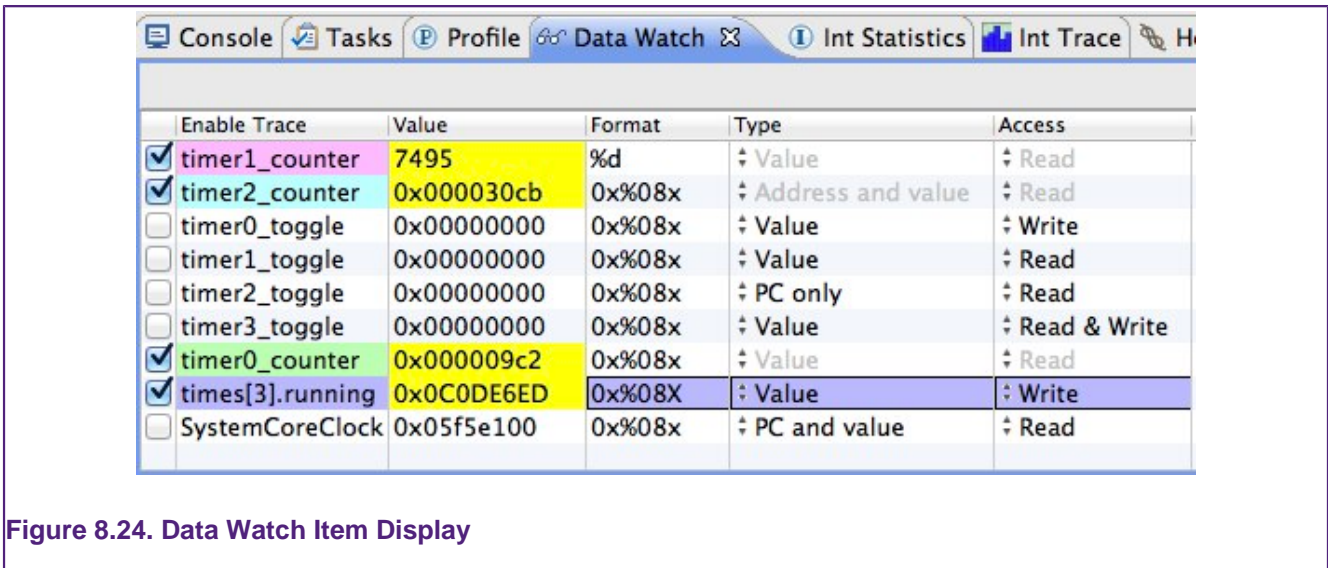 Console Tasks Profile Data Watch Int Statistics Int Trace
Enable Trace Value Format Type Access
timer1_counter 7495 %d Value Read
timer2_counter 0x000030cb 0x%08x Address and value Read
timer0_toggle 0x00000000 0x%08x Value Write
timer1_toggle 0x00000000 0x%08x Value Read
timer2_toggle 0x00000000 0x%08x PC only Read
timer3_toggle 0x00000000 0x%08x Value Read & Write
timer0_counter 0x000009c2 0x%08x Value Read
times[3].running 0x0C0DE6ED 0x%08X Value Write
SystemCoreClock 0x05f5e100 0x%08x PC and value Read
Figure 8.24. Data Watch Item Display